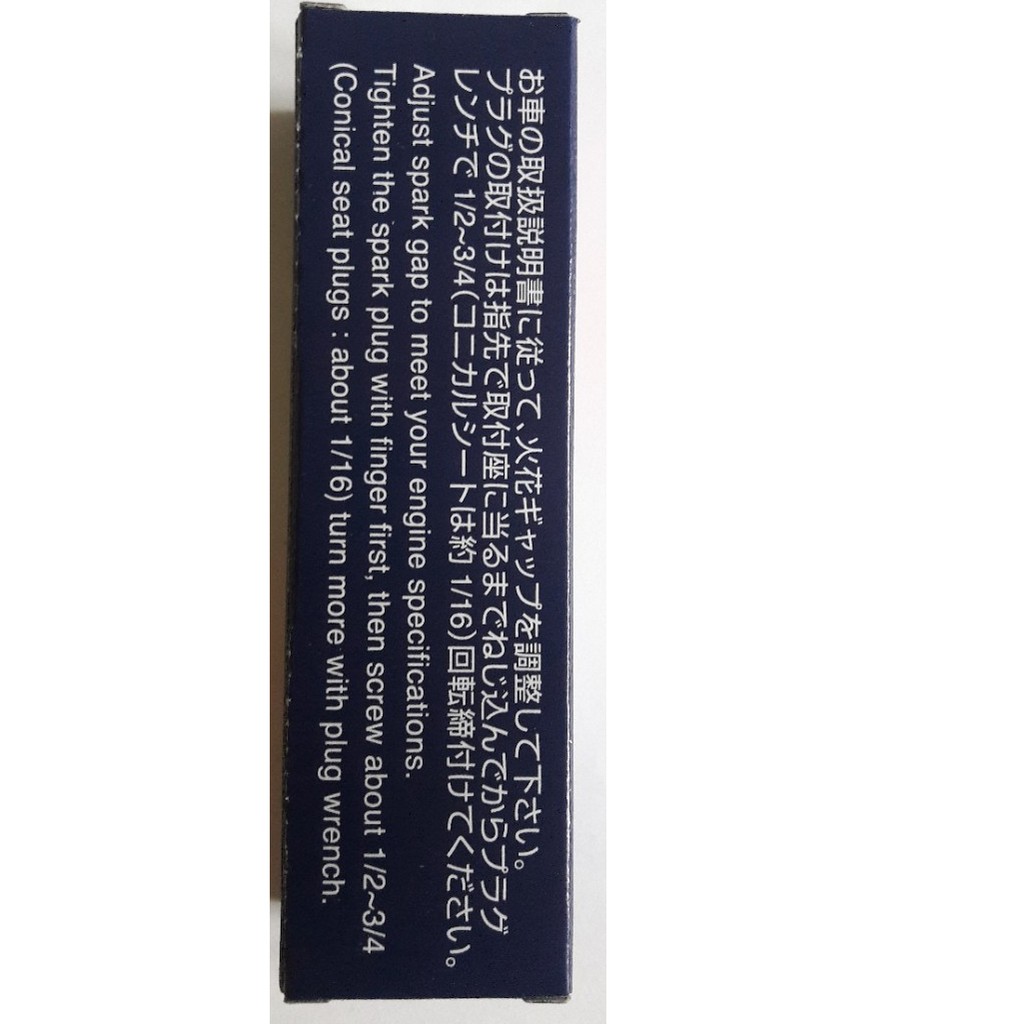 お車の取扱説明書に従って、火花ギャップを調整して下さい。
プラグの取付けは指先で取付座に当るまでねじ込んでからプラグ
レンチで 1/2~3/4(コニカルシートは約 1/16)回転締付けてください。
Adjust spark gap to meet your engine specifications.
Tighten the spark plug with finger first, then screw about 1/2~3/4
(Conical seat plugs : about 1/16) turn more with plug wrench.